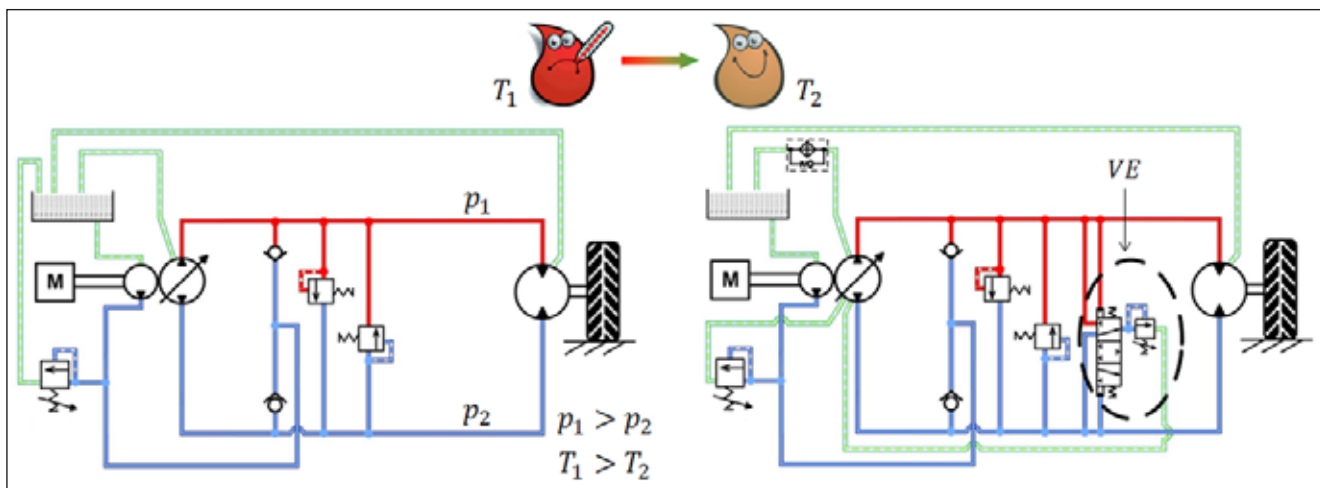 T₁
T₂
VE
p₁
M
M
p₂
p₁ > p₂
T₁ > T₂